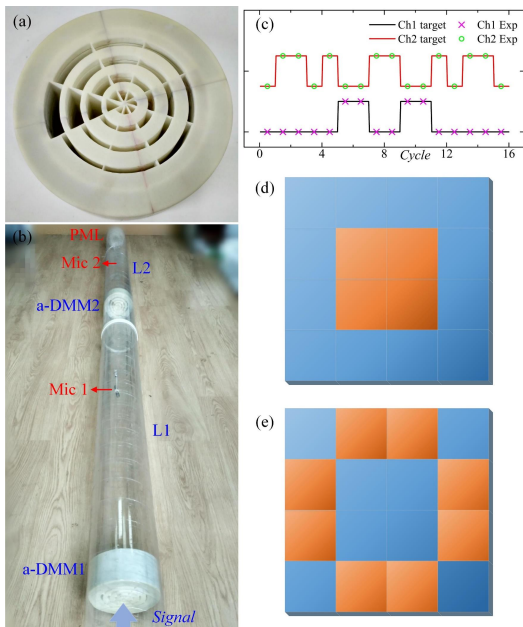 (a)
(b)
PML
Mic 2
L2
a-DMM2
Mic 1
L1
a-DMM1
Signal
(c)
Ch1 target
Ch1 Exp
Ch2 target
Ch2 Exp
0
4
8
12
16
Cycle
(d)
(e)